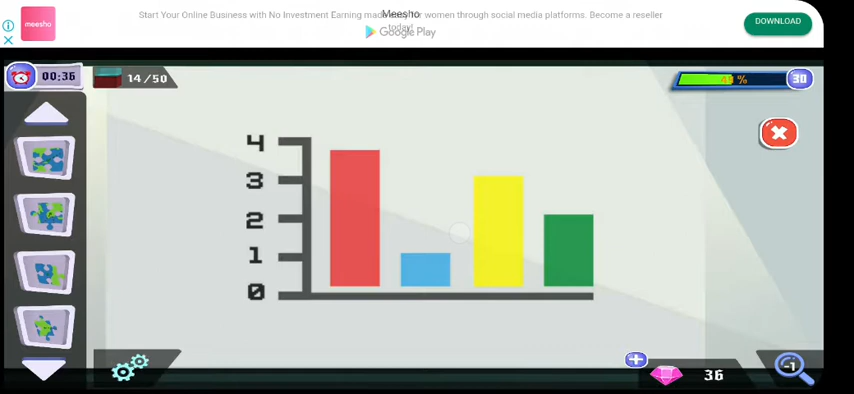 Start Your Online Business with No Investment Earning made for women through social media platforms. Become a reseller
today!
Meesho
Google Play
meesho
DOWNLOAD
00:36
14/50
%
30
4
3
2
1
0
36
-1